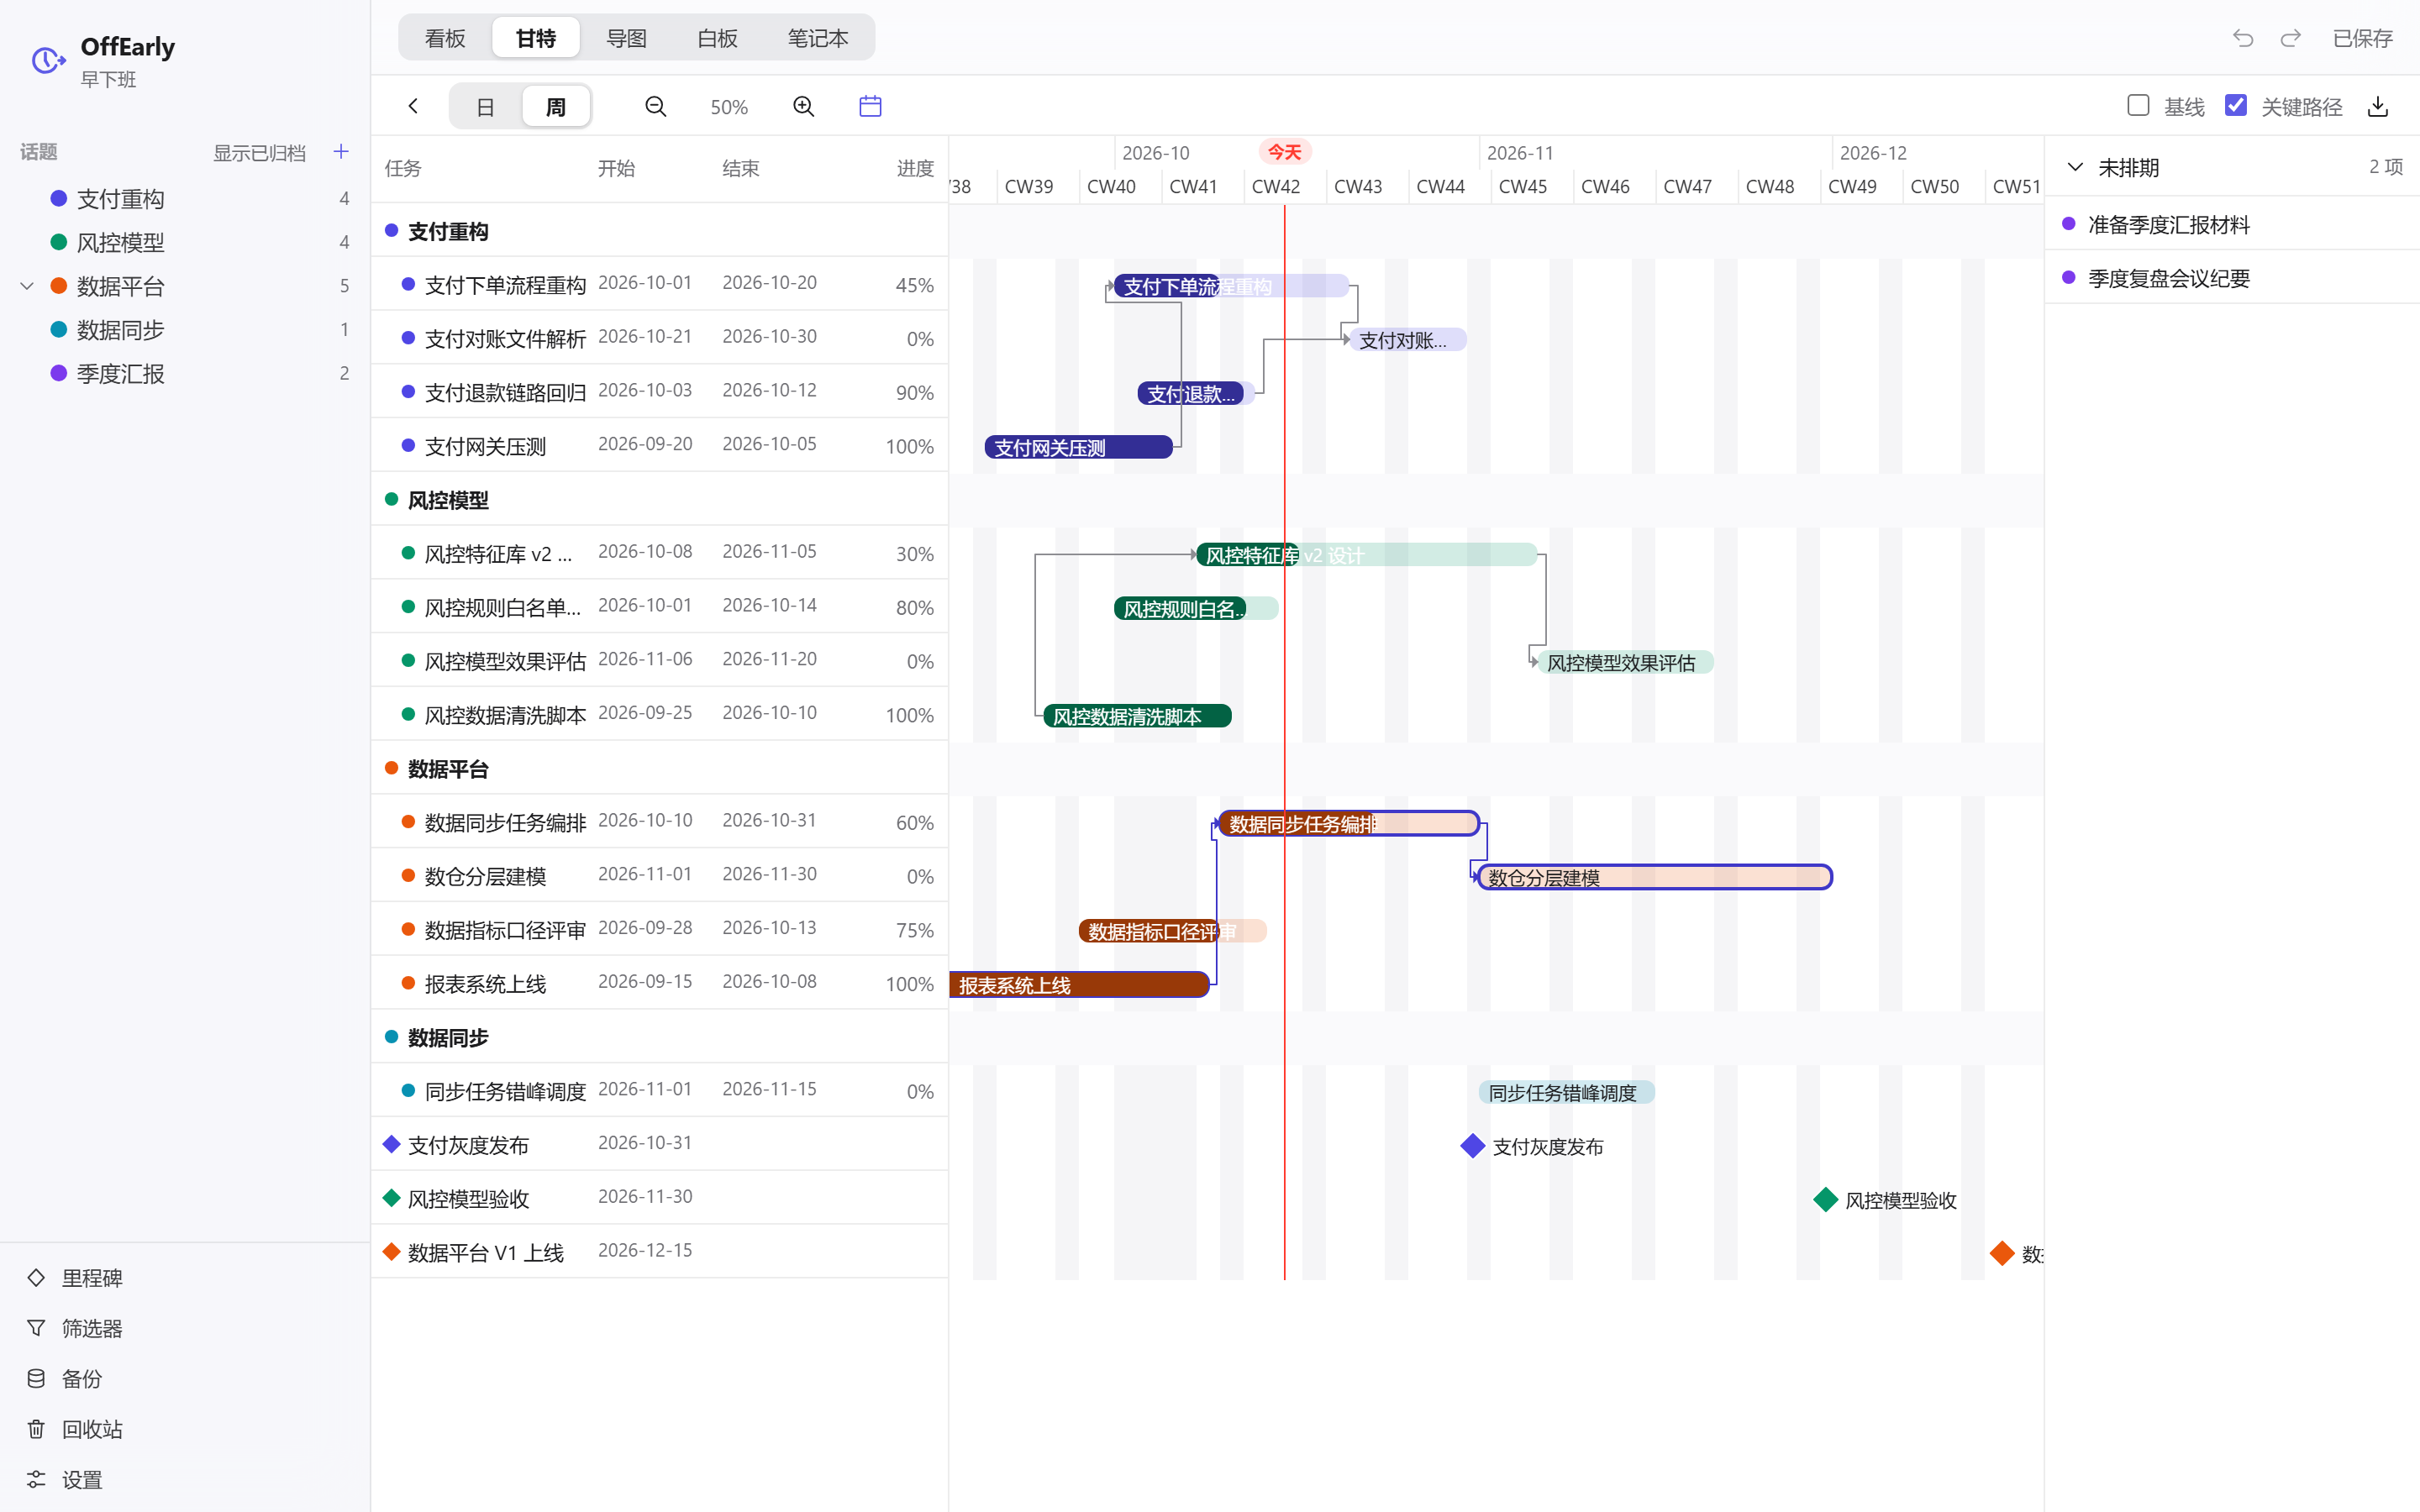 OffEarly
早下班
话题 显示已归档
支付重构 4
风控模型 4
数据平台 5
数据同步 1
季度汇报 2
里程碑
筛选器
备份
回收站
设置
看板 甘特 导图 白板 笔记本
已保存
日 周 50%
基线 关键路径
任务 开始 结束 进度
支付重构
支付下单流程重构 2026-10-01 2026-10-20 45%
支付对账文件解析 2026-10-21 2026-10-30 0%
支付退款链路回归 2026-10-03 2026-10-12 90%
支付网关压测 2026-09-20 2026-10-05 100%
风控模型
风控特征库 v2 ... 2026-10-08 2026-11-05 30%
风控规则白名单... 2026-10-01 2026-10-14 80%
风控模型效果评估 2026-11-06 2026-11-20 0%
风控数据清洗脚本 2026-09-25 2026-10-10 100%
数据平台
数据同步任务编排 2026-10-10 2026-10-31 60%
数仓分层建模 2026-11-01 2026-11-30 0%
数据指标口径评审 2026-09-28 2026-10-13 75%
报表系统上线 2026-09-15 2026-10-08 100%
数据同步
同步任务错峰调度 2026-11-01 2026-11-15 0%
支付灰度发布 2026-10-31
风控模型验收 2026-11-30
数据平台 V1 上线 2026-12-15
2026-10 今天 2026-11 2026-12
/38 CW39 CW40 CW41 CW42 CW43 CW44 CW45 CW46 CW47 CW48 CW49 CW50 CW51
支付下单流程重构
支付对账...
支付退款...
支付网关压测
风控特征库 v2 设计
风控规则白名...
风控模型效果评估
风控数据清洗脚本
数据同步任务编排
数仓分层建模
数据指标口径评审
报表系统上线
同步任务错峰调度
支付灰度发布
风控模型验收
未排期 2 项
准备季度汇报材料
季度复盘会议纪要